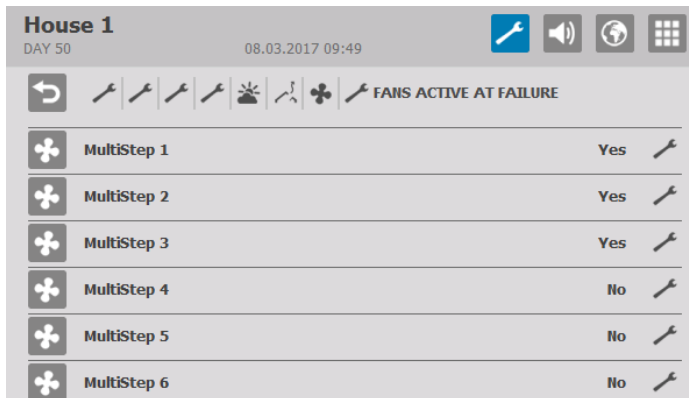 House 1
DAY 50 08.03.2017 09:49
FANS ACTIVE AT FAILURE
MultiStep 1 Yes
MultiStep 2 Yes
MultiStep 3 Yes
MultiStep 4 No
MultiStep 5 No
MultiStep 6 No